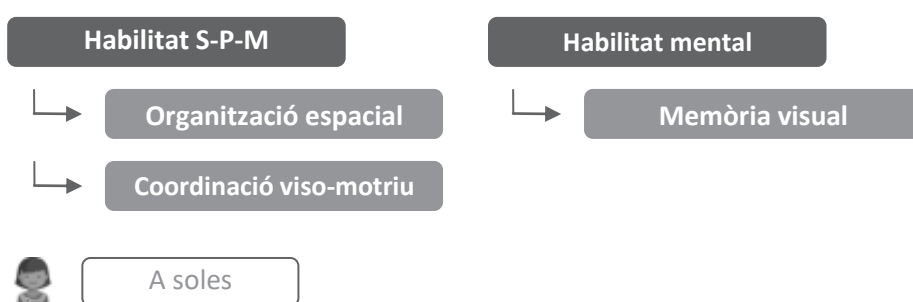 Habilitat S-P-M
Organització espacial
Coordinació viso-motriu
Habilitat mental
Memòria visual
A soles